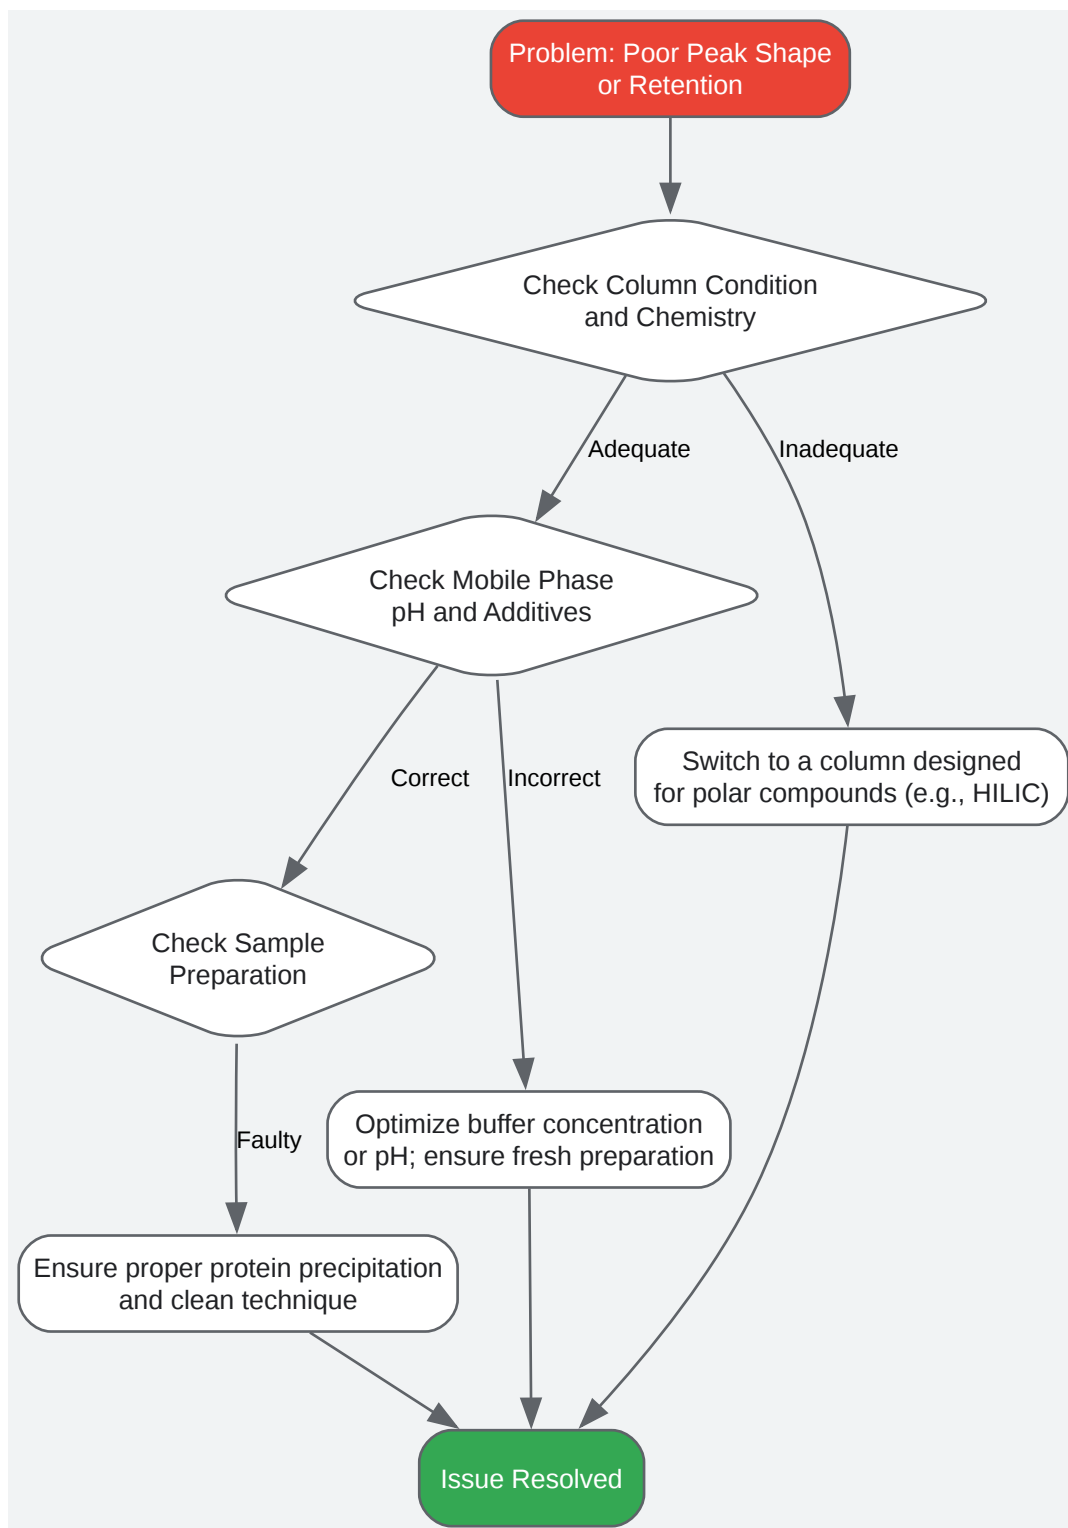 Problem: Poor Peak Shape
or Retention
Check Column Condition
and Chemistry
Adequate
Inadequate
Check Mobile Phase
pH and Additives
Switch to a column designed
for polar compounds (e.g., HILIC)
Correct
Incorrect
Check Sample
Preparation
Optimize buffer concentration
or pH; ensure fresh preparation
Faulty
Ensure proper protein precipitation
and clean technique
Issue Resolved